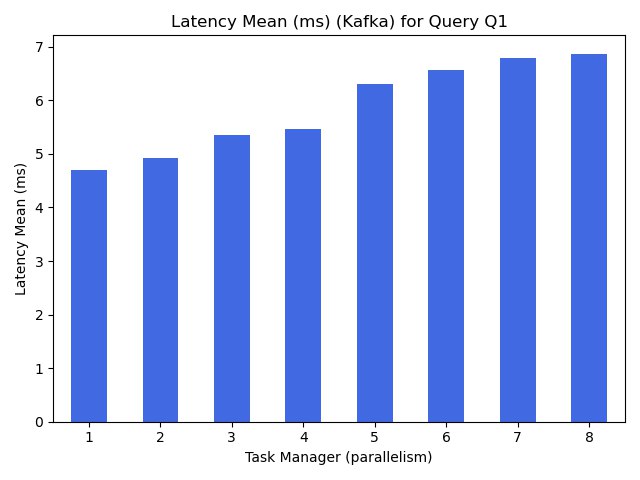 Latency Mean (ms) (Kafka) for Query Q1
Latency Mean (ms)
7
6
5
4
3
2
1
0
1 2 3 4 5 6 7 8
Task Manager (parallelism)